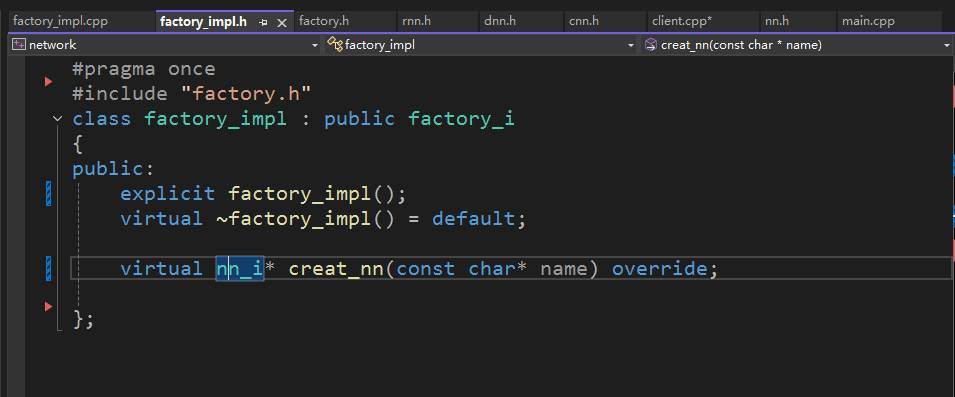 factory_impl.cpp factory_impl.h factory.h rnn.h dnn.h cnn.h client.cpp* nn.h main.cpp
network factory_impl creat_nn(const char * name)
#pragma once
#include "factory.h"
class factory_impl : public factory_i
{
public:
    explicit factory_impl();
    virtual ~factory_impl() = default;
    virtual nn_i* creat_nn(const char* name) override;
};